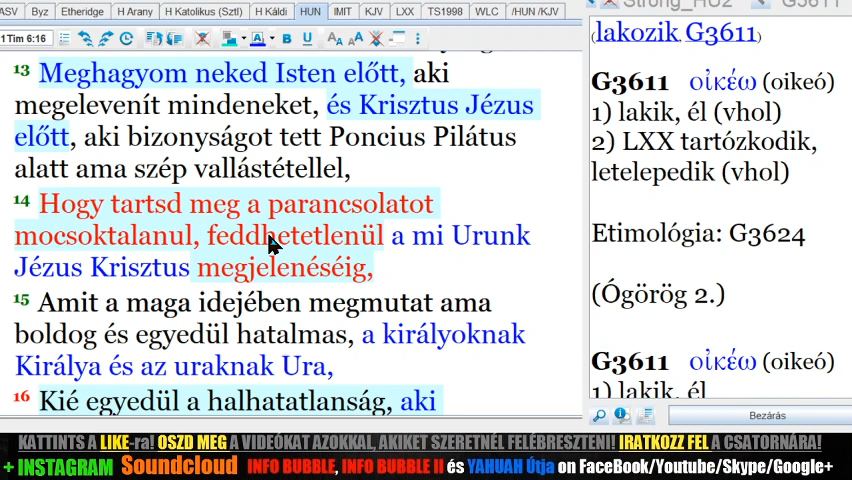 ASV Byz Etheridge H Arany H Katolikus (Sztl) H Káldi HUN IMIT KJV LXX TS1998 WLC /HUN /KJV
1Tim 6:16
B U
13 Meghagyom neked Isten előtt, aki
megelevenít mindeneket, és Krisztus Jézus
előtt, aki bizonyságot tett Poncius Pilátus
alatt ama szép vallástétellel,
14 Hogy tartsd meg a parancsolatot
mocsoktalanul, feddhetetlenül a mi Urunk
Jézus Krisztus megjelenéséig,
15 Amit a maga idejében megmutat ama
boldog és egyedül hatalmas, a királyoknak
Királya és az uraknak Ura,
16 Kié egyedül a halhatatlanság, aki
Strong_HU2 G3611
(lakozik, G3611)
G3611 οἰκέω (oikeó)
1) lakik, él (vhol)
2) LXX tartózkodik,
letelepedik (vhol)
Etimológia: G3624
(Ógörög 2.)
G3611 οἰκέω (oikeó)
1) lakik, él
Bezárás
KATTINTS A LIKE-ra! OSZD MEG A VIDEÓKAT AZOKKAL, AKIKET SZERETNÉL FELÉBRESZTENI! IRATKOZZ FEL A CSATORNÁRA!
+ INSTAGRAM Soundcloud INFO BUBBLE, INFO BUBBLE II és YAHUAH Útja on FaceBook/Youtube/Skype/Google+